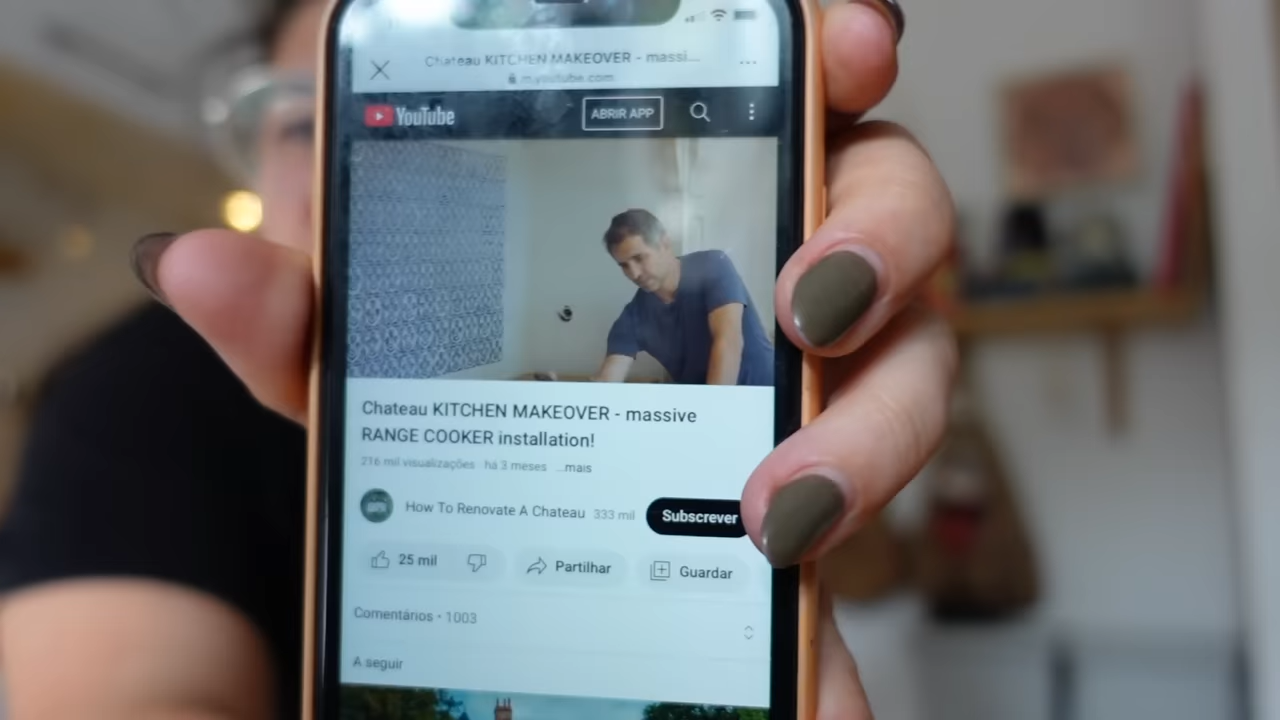 Chateau KITCHEN MAKEOVER - massi...
m.youtube.com
YouTube
ABRIR APP
Chateau KITCHEN MAKEOVER - massive
RANGE COOKER installation!
216 mil visualizações há 3 meses ...mais
How To Renovate A Chateau 333 mil
Subscrever
25 mil
Partilhar
Guardar
Comentários • 1003
A seguir